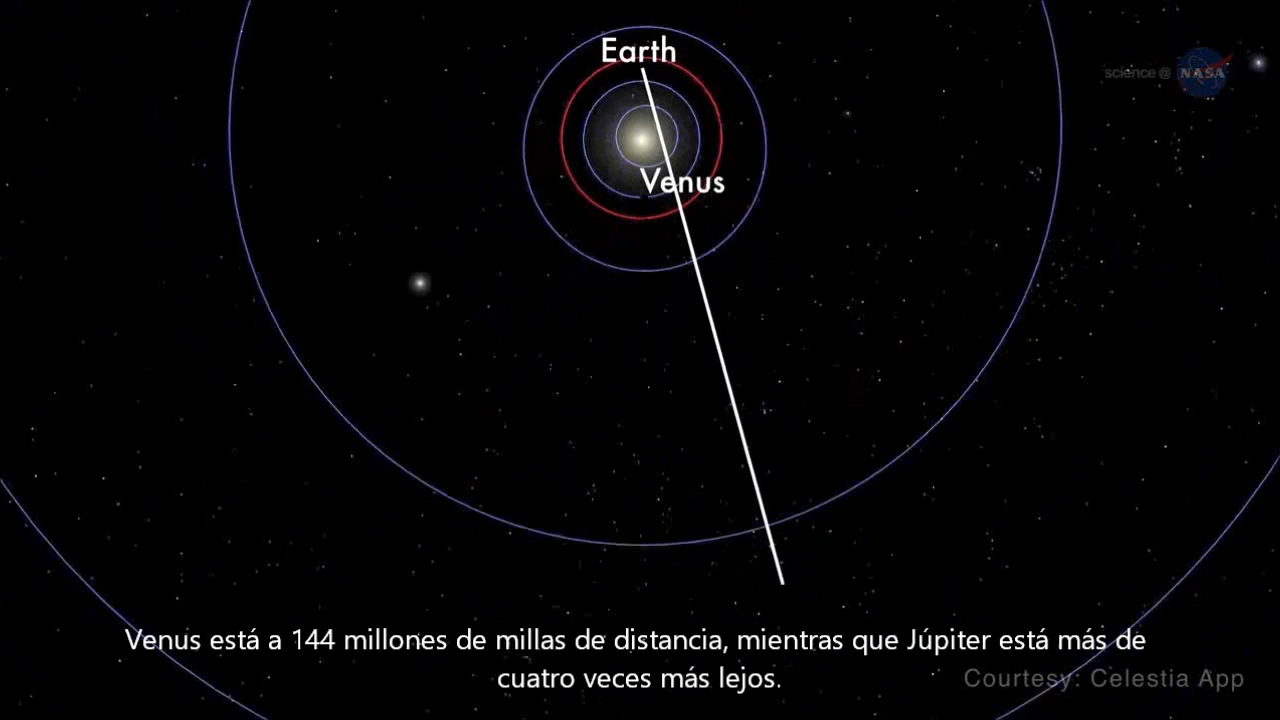 Earth
science @ NASA
Venus
Venus está a 144 millones de millas de distancia, mientras que Júpiter está más de
cuatro veces más lejos.
Courtesy: Celestia App